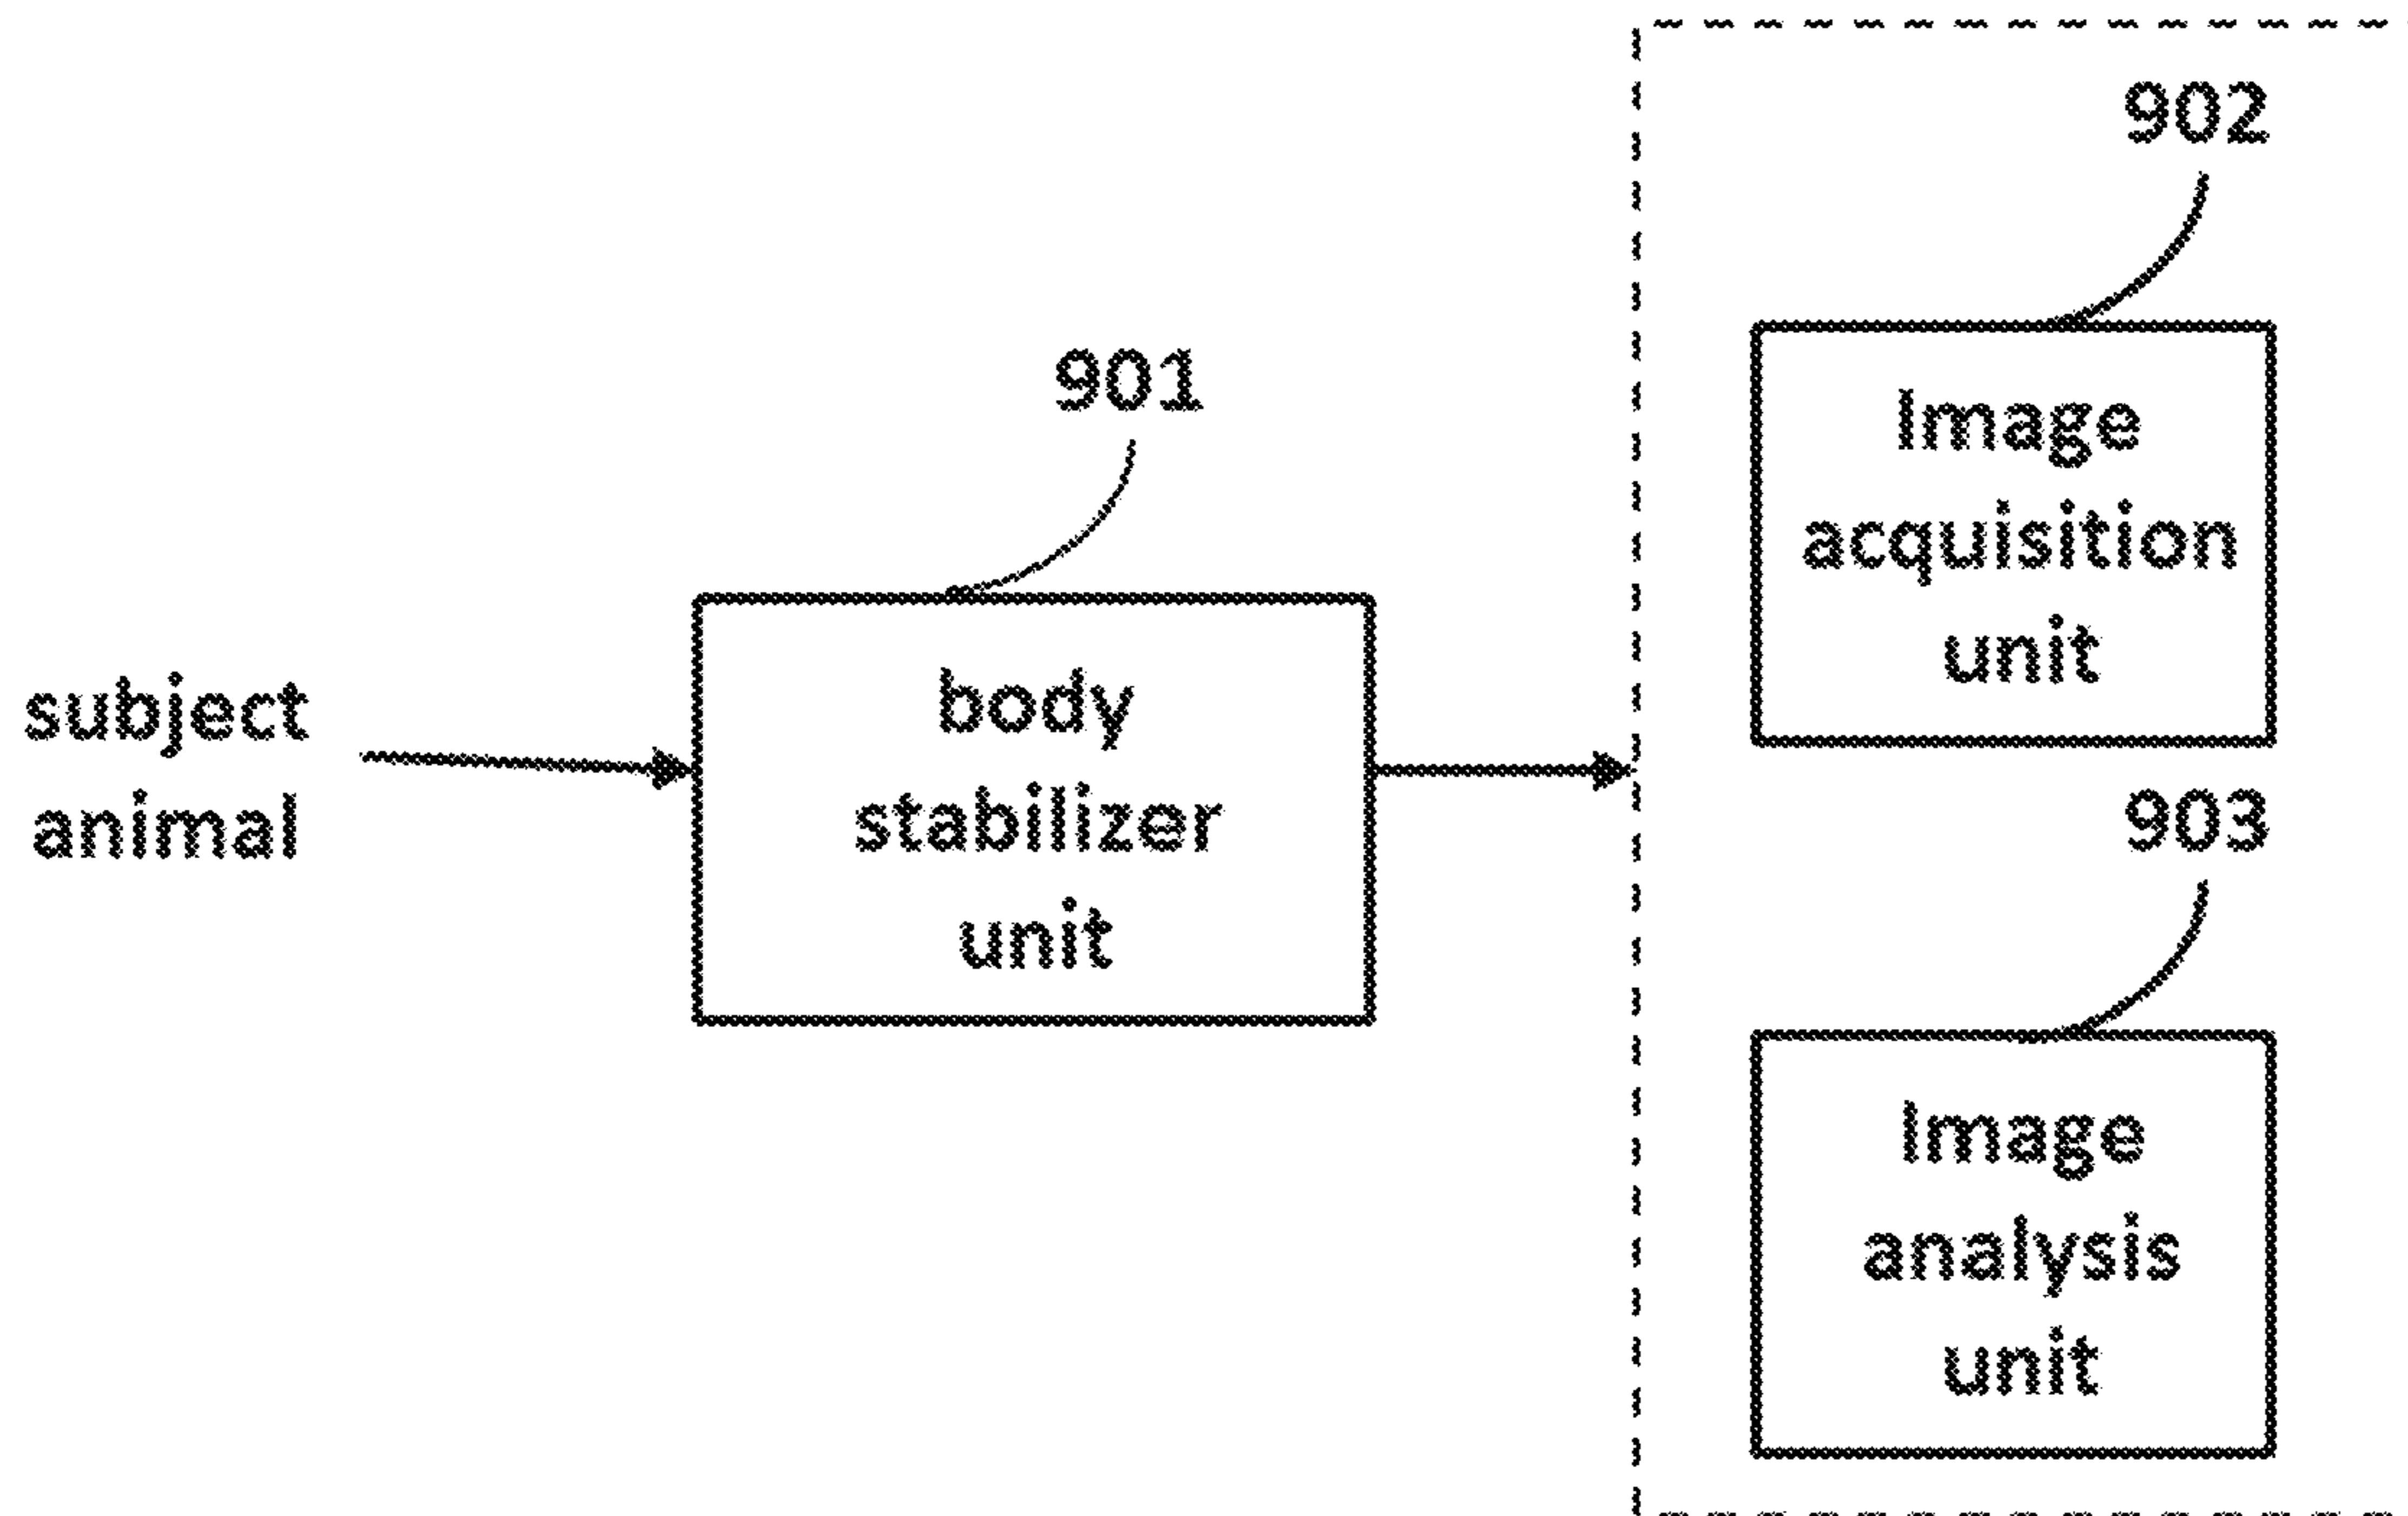 subject
animal
901
body
stabilizer
unit
902
Image
acquisition
unit
903
Image
analysis
unit